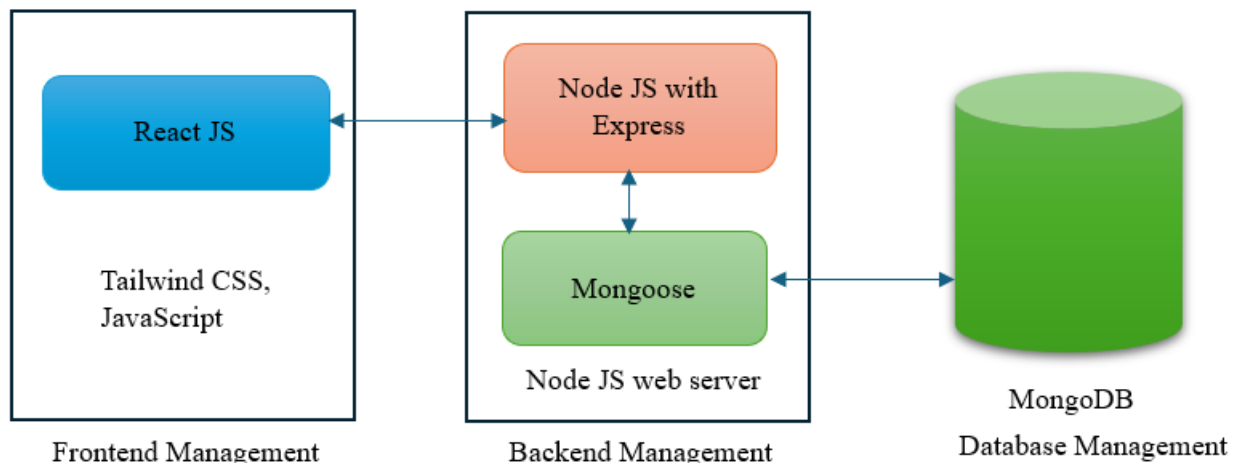 React JS
Tailwind CSS,
JavaScript
Frontend Management
Node JS with
Express
Mongoose
Node JS web server
Backend Management
MongoDB
Database Management